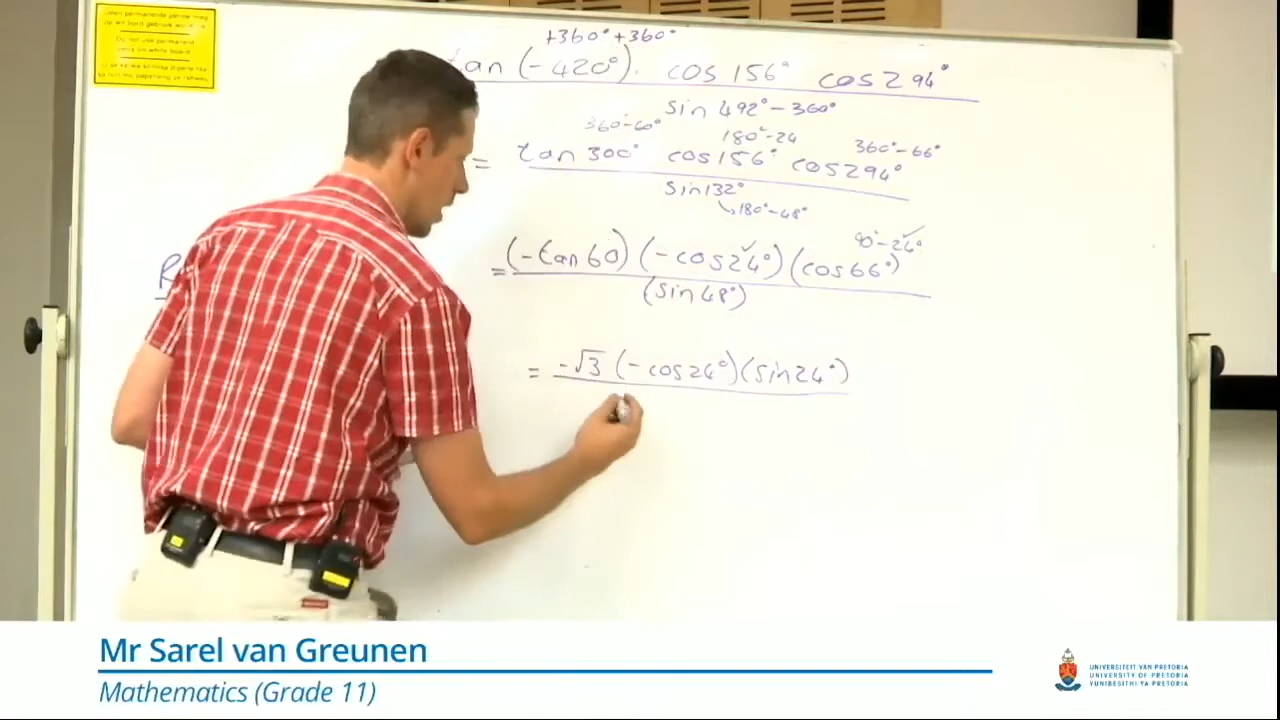 +360° +360°
tan (-420°). cos 156° cos 294°
sin 492° - 360°
360°-60° 180°-24 360°-66°
= tan 300° cos 156° cos 294°
sin 132°
↳180°-48°
90°-24°
= (-tan 60) (-cos 24°) (cos 66°)
(sin 48°)
= -√3 (-cos 24°) (sin 24°)
Mr Sarel van Greunen
Mathematics (Grade 11)
UNIVERSITEIT VAN PRETORIA
UNIVERSITY OF PRETORIA
YUNIBESITHI YA PRETORIA